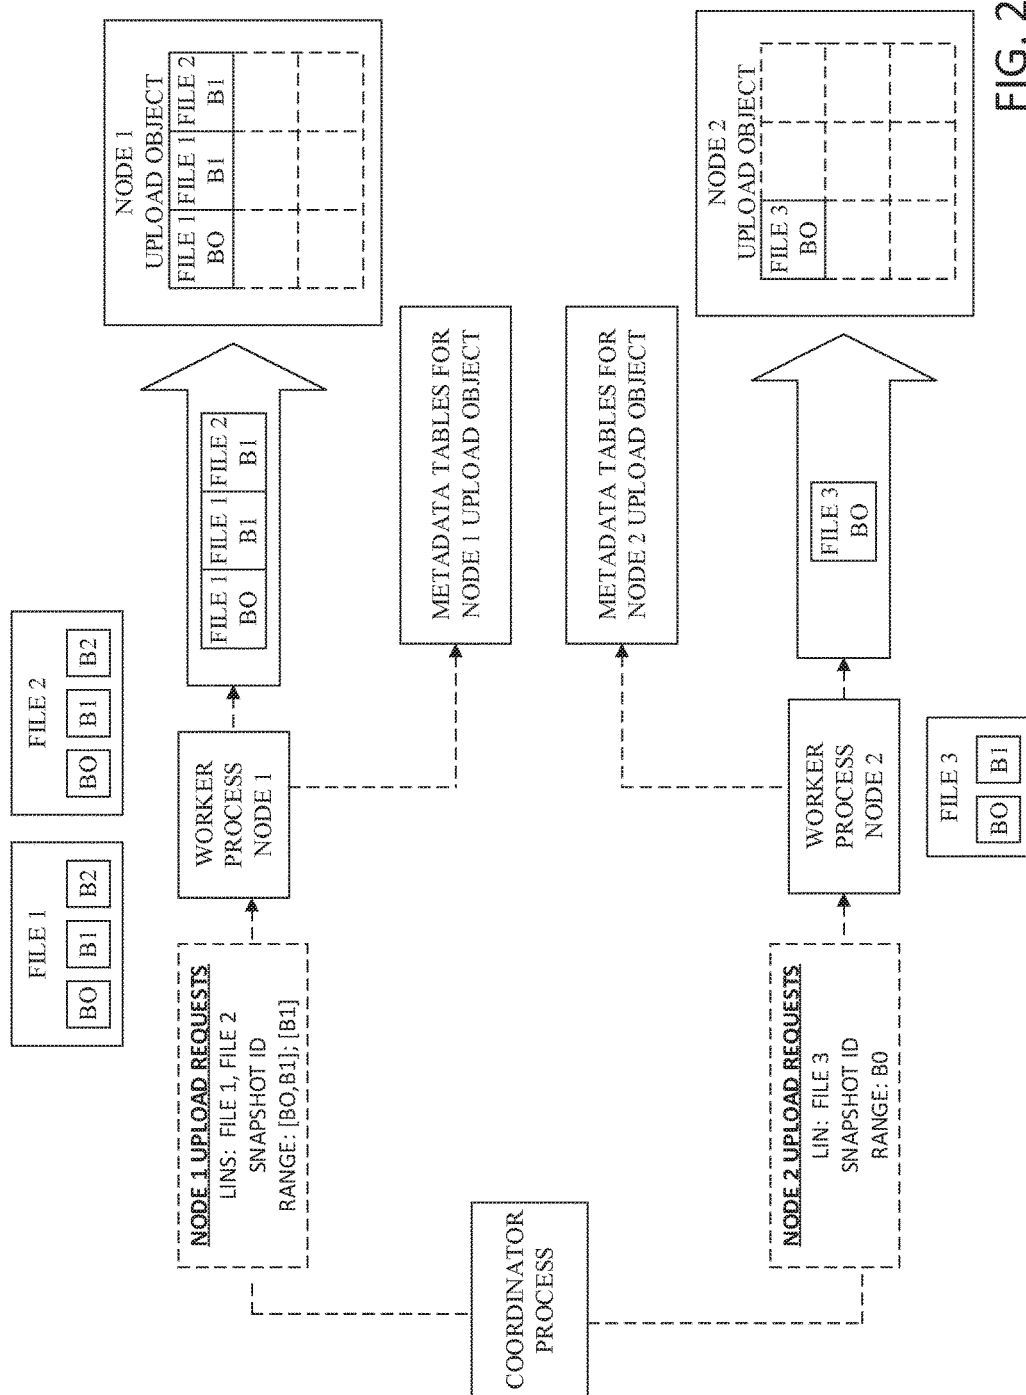 FILE 1
BO B1 B2
FILE 2
BO B1 B2
NODE 1 UPLOAD REQUESTS
LINS: FILE 1, FILE 2
SNAPSHOT ID
RANGE: [BO,B1]; [B1]
WORKER
PROCESS
NODE 1
FILE 1 FILE 1 FILE 2
BO B1 B1
NODE 1
UPLOAD OBJECT
FILE 1 FILE 1 FILE 2
BO B1 B1
METADATA TABLES FOR
NODE 1 UPLOAD OBJECT
COORDINATOR
PROCESS
METADATA TABLES FOR
NODE 2 UPLOAD OBJECT
NODE 2 UPLOAD REQUESTS
LIN: FILE 3
SNAPSHOT ID
RANGE: B0
WORKER
PROCESS
NODE 2
FILE 3
BO
NODE 2
UPLOAD OBJECT
FILE 3
BO
FILE 3
BO B1
FIG. 2